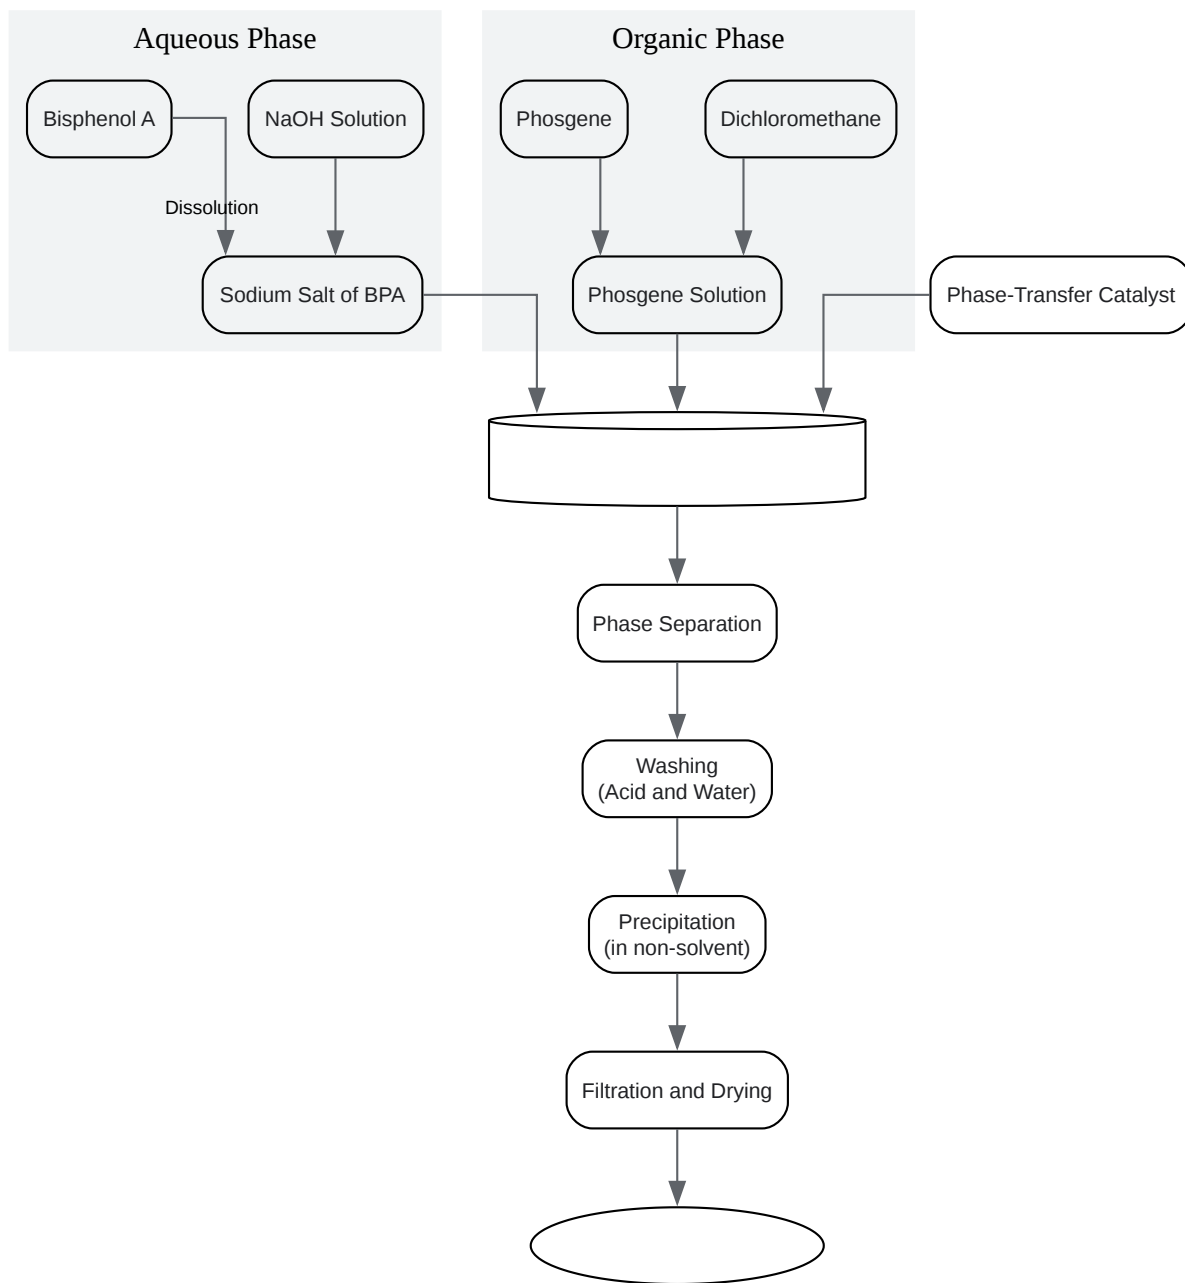 Aqueous Phase
Organic Phase
Bisphenol A
NaOH Solution
Phosgene
Dichloromethane
Dissolution
Sodium Salt of BPA
Phosgene Solution
Phase-Transfer Catalyst
Phase Separation
Washing
(Acid and Water)
Precipitation
(in non-solvent)
Filtration and Drying